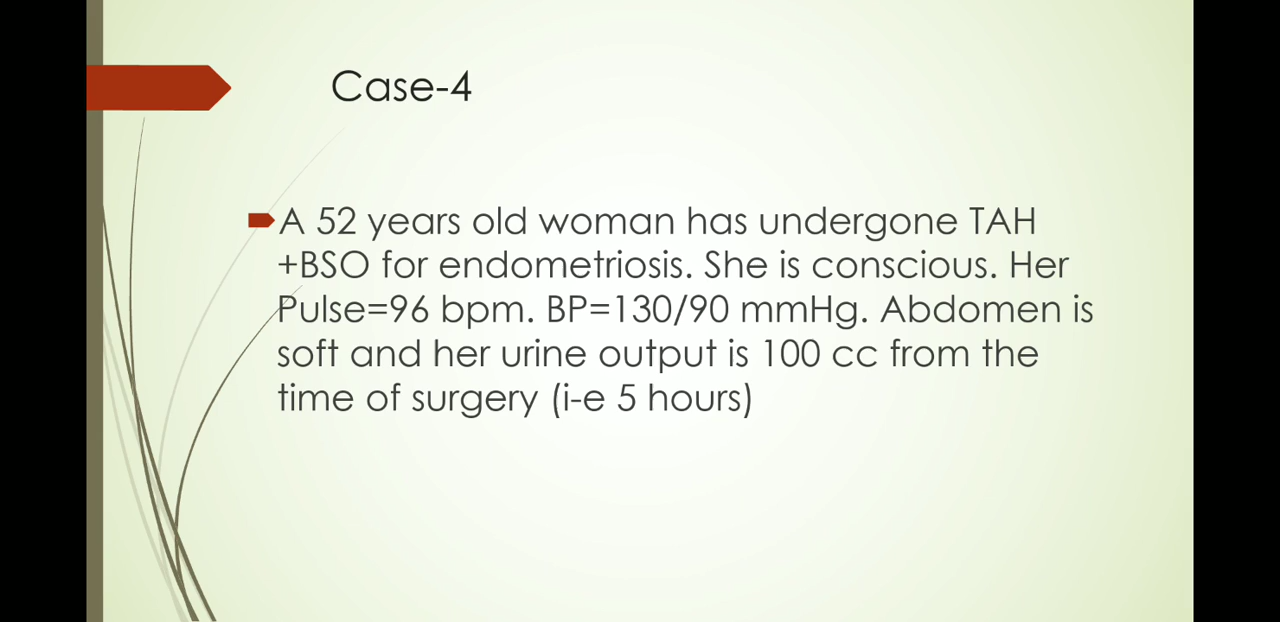 Case-4
A 52 years old woman has undergone TAH
+BSO for endometriosis. She is conscious. Her
Pulse=96 bpm. BP=130/90 mmHg. Abdomen is
soft and her urine output is 100 cc from the
time of surgery (i-e 5 hours)